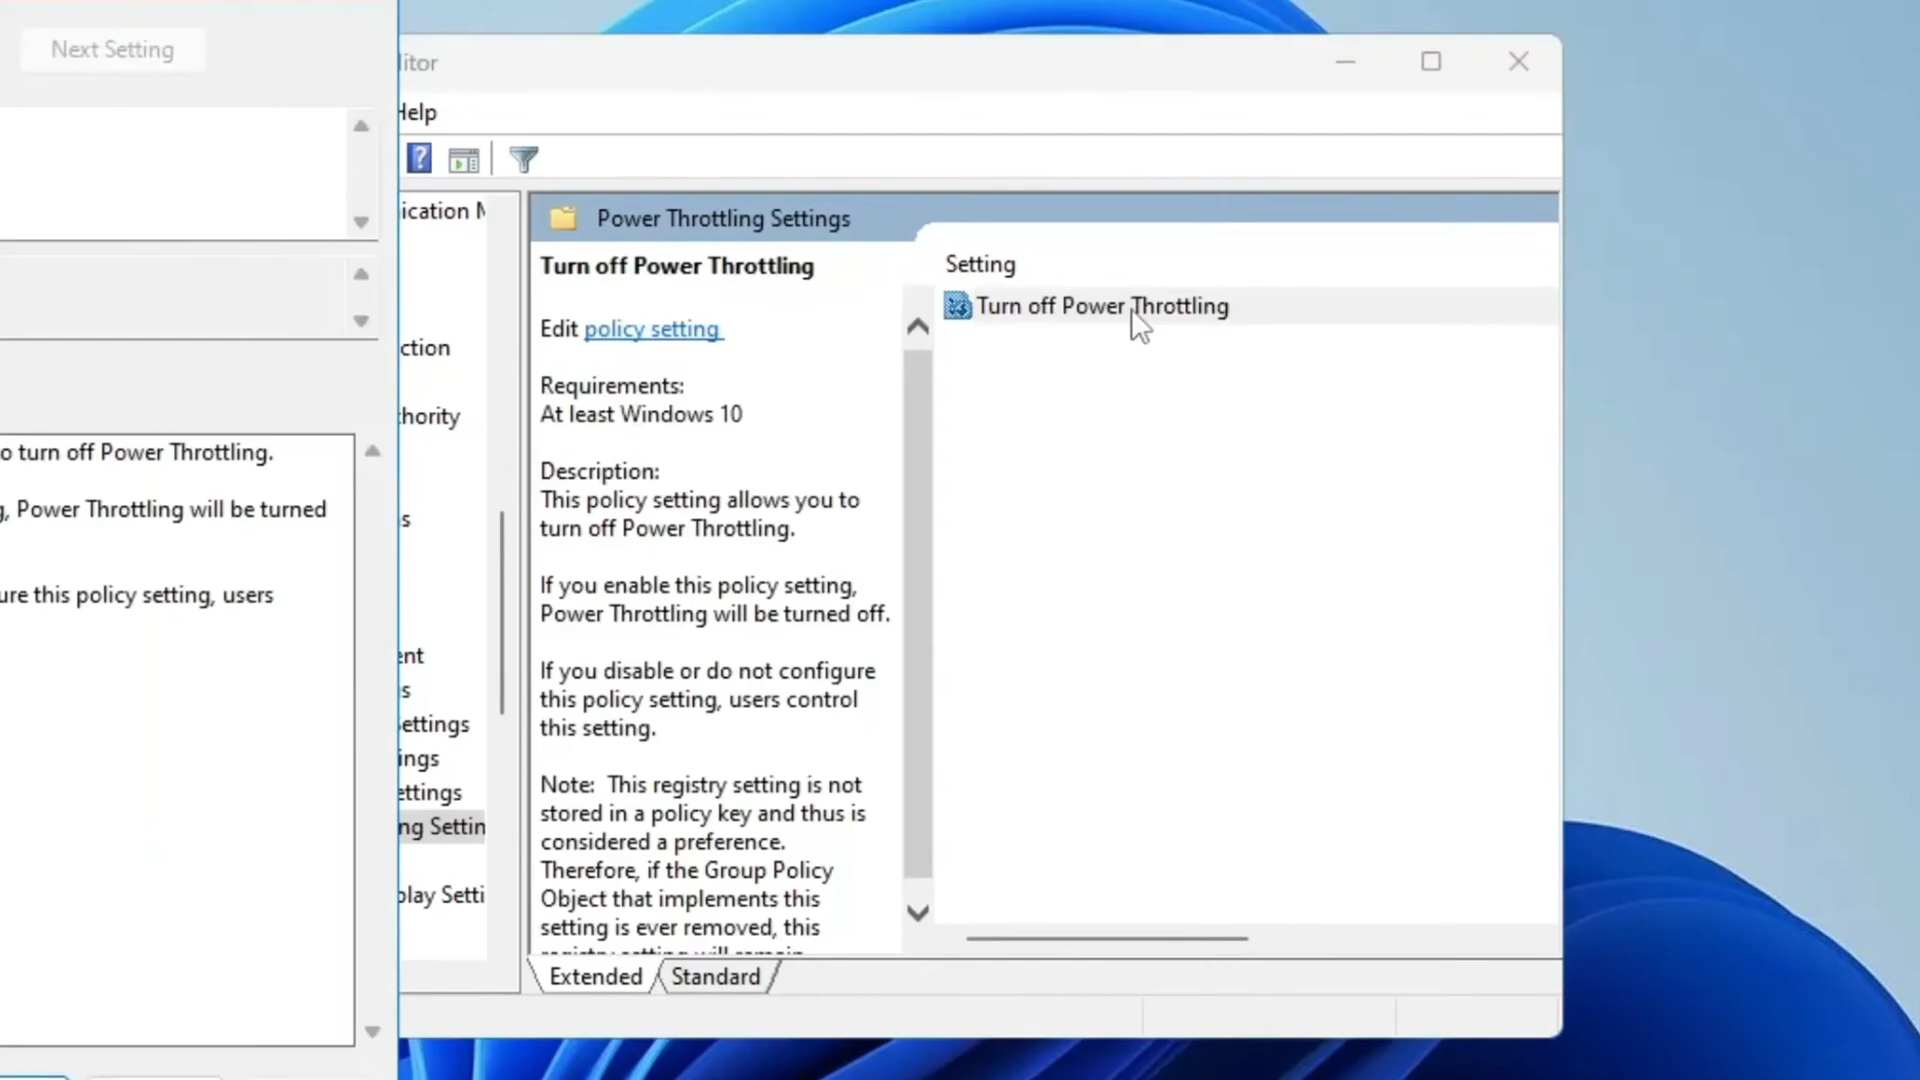 Next Setting
o turn off Power Throttling.
, Power Throttling will be turned
ure this policy setting, users
itor
Help
ication M
ction
hority
s
ent
s
Settings
ings
ettings
ng Settin
play Setti
Power Throttling Settings
Turn off Power Throttling
Edit policy setting
Requirements:
At least Windows 10
Description:
This policy setting allows you to
turn off Power Throttling.
If you enable this policy setting,
Power Throttling will be turned off.
If you disable or do not configure
this policy setting, users control
this setting.
Note: This registry setting is not
stored in a policy key and thus is
considered a preference.
Therefore, if the Group Policy
Object that implements this
setting is ever removed, this
registry setting will remain
Setting
Turn off Power Throttling
Extended
Standard